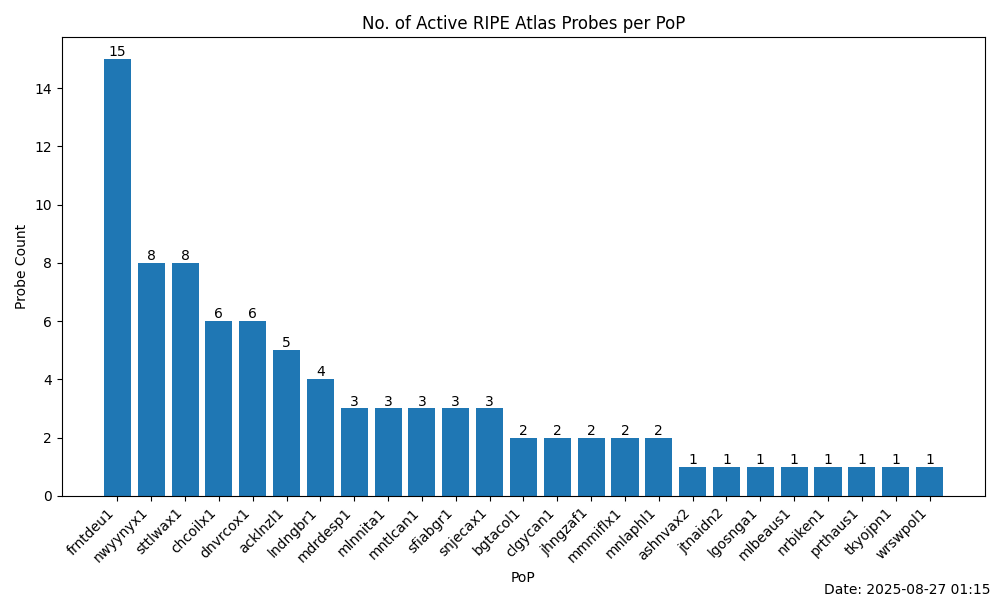 No. of Active RIPE Atlas Probes per PoP
15
8
8
6
6
5
4
3
3
3
3
3
2
2
2
2
2
1
1
1
1
1
1
1
1
14
12
10
8
6
4
2
0
Probe Count
frntdeu1
nwyynyx1
sttlwax1
chcoilx1
dnvrcox1
acklnzl1
lndngbr1
mdrdesp1
mlnnita1
mntlcan1
sfiabgr1
snjecax1
bgtacol1
clgycan1
jhngzaf1
mmmiflx1
mnlaphl1
ashnvax2
jtnaidn2
lgosnga1
mlbeaus1
nrbiken1
prthaus1
tkyojpn1
wrswpol1
PoP
Date: 2025-08-27 01:15